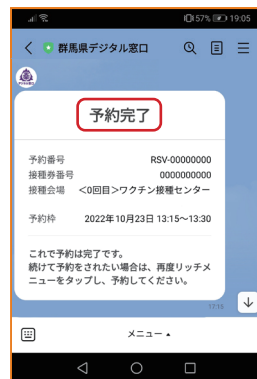 57% 19:05
群馬県デジタル窓口
予約完了
予約番号 RSV-00000000
接種券番号 0000000000
接種会場 <0回目>ワクチン接種センター
予約枠 2022年10月23日 13:15～13:30
これで予約は完了です。
続けて予約をされたい場合は、再度リッチメ
ニューをタップし、予約してください。
17:15
メニュー▲